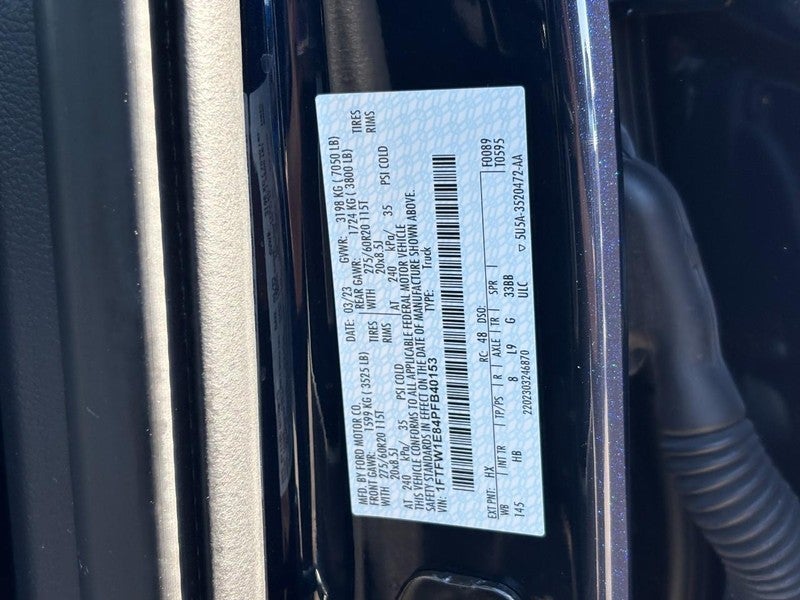 MFD. BY FORD MOTOR CO.
DATE: 03/23 GVWR: 3198 KG ( 7050 LB)
FRONT GAWR: 1599 KG ( 3525 LB) REAR GAWR: 1724 KG ( 3800 LB)
WITH 275/60R20 115T TIRES WITH 275/60R20 115T TIRES
20x8.5J RIMS 20x8.5J RIMS
AT 240 kPa/ 35 PSI COLD AT 240 kPa/ 35 PSI COLD
THIS VEHICLE CONFORMS TO ALL APPLICABLE FEDERAL MOTOR VEHICLE
SAFETY STANDARDS IN EFFECT ON THE DATE OF MANUFACTURE SHOWN ABOVE.
VIN: 1FTFW1E84PFB40153 TYPE: Truck
F0089
T0595
EXT PNT: HX RC: 48 DSO:
WB INT TR TP/PS R AXLE TR SPR
145 HB 8 L9 G 33BB
ULC
2202303246870 5U5A-3520472-AA